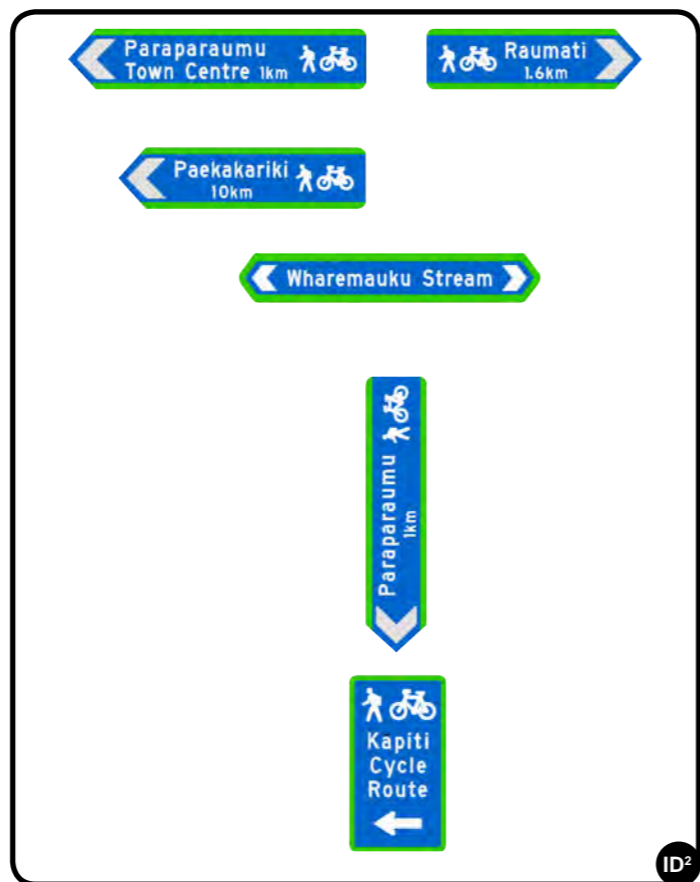 Paraparaumu
Town Centre 1km
Raumati
1.6km
Paekakariki
10km
Wharemauku Stream
Paraparaumu
1km
Kapiti
Cycle
Route
ID²